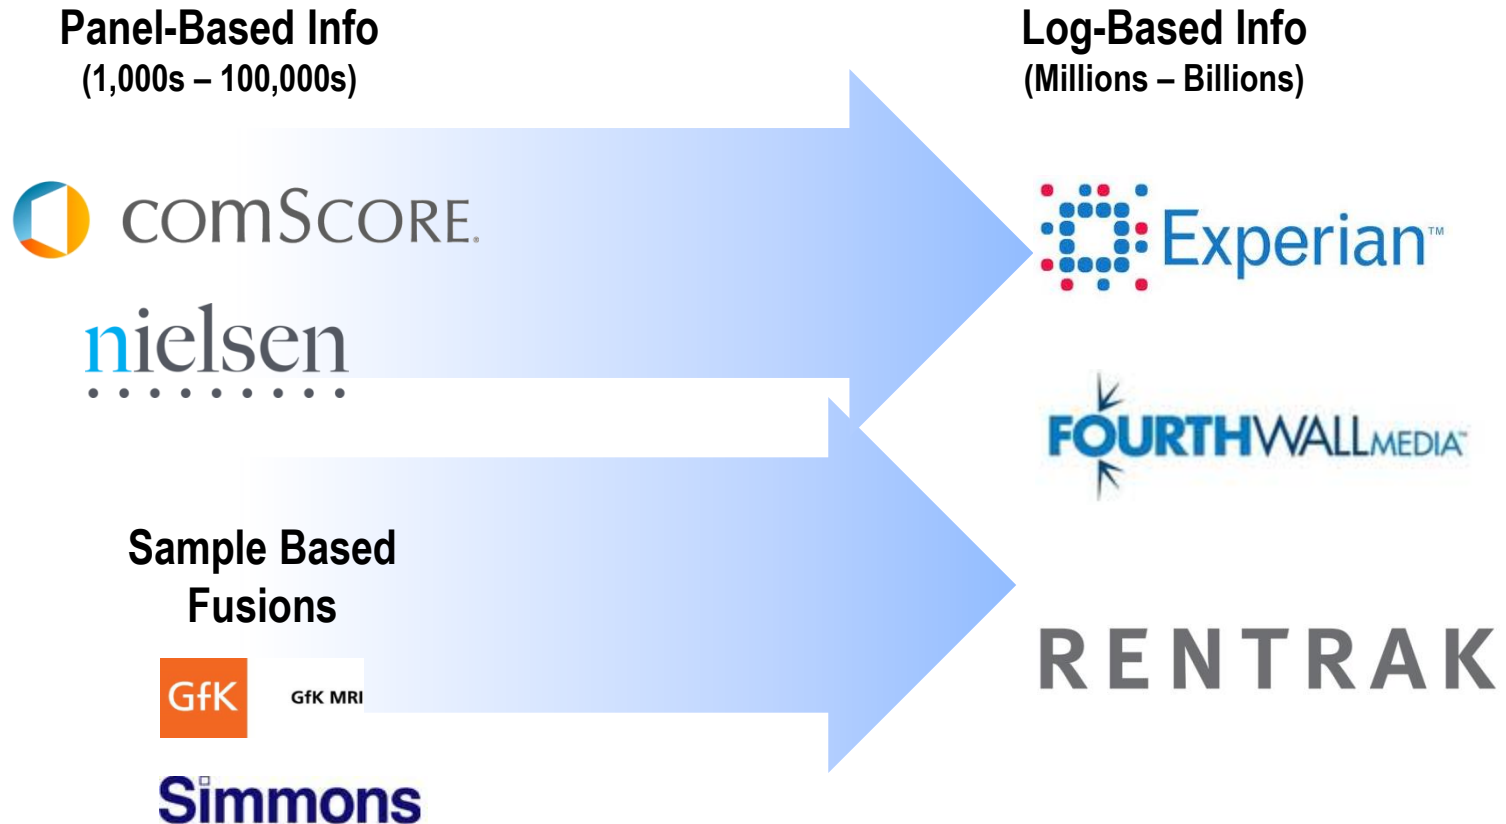 Panel-Based Info
(1,000s – 100,000s)
comScore®
nielsen
Sample Based
Fusions
GfK GfK MRI
Simmons
Log-Based Info
(Millions – Billions)
Experian™
FOURTHWALLMEDIA™
RENTRAK